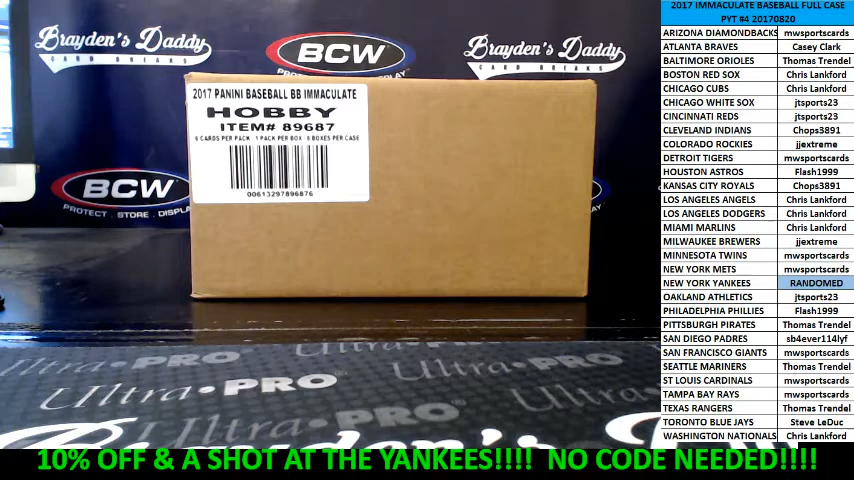 Brayden's Daddy
CARD BREAKS
BCW
PROTECT . STORE . DISPLAY
Brayden's Daddy
CARD BREAKS
2017 PANINI BASEBALL BB IMMACULATE
HOBBY
ITEM# 89687
6 CARDS PER PACK · 1 PACK PER BOX · 8 BOXES PER CASE
00613297896876
BCW
PROTECT . STORE . DISPLA
Ultra·PRO
Ultra·PRO
Ultra·PRO
Brayden's
2017 IMMACULATE BASEBALL FULL CASE
PYT #4 20170820
ARIZONA DIAMONDBACKS mwsportscards
ATLANTA BRAVES Casey Clark
BALTIMORE ORIOLES Thomas Trendel
BOSTON RED SOX Chris Lankford
CHICAGO CUBS Chris Lankford
CHICAGO WHITE SOX jtsports23
CINCINNATI REDS jtsports23
CLEVELAND INDIANS Chops3891
COLORADO ROCKIES jjextreme
DETROIT TIGERS mwsportscards
HOUSTON ASTROS Flash1999
KANSAS CITY ROYALS Chops3891
LOS ANGELES ANGELS Chris Lankford
LOS ANGELES DODGERS Chris Lankford
MIAMI MARLINS Chris Lankford
MILWAUKEE BREWERS jjextreme
MINNESOTA TWINS mwsportscards
NEW YORK METS mwsportscards
NEW YORK YANKEES RANDOMED
OAKLAND ATHLETICS jtsports23
PHILADELPHIA PHILLIES Flash1999
PITTSBURGH PIRATES Thomas Trendel
SAN DIEGO PADRES sb4ever114lyf
SAN FRANCISCO GIANTS mwsportscards
SEATTLE MARINERS Thomas Trendel
ST LOUIS CARDINALS mwsportscards
TAMPA BAY RAYS mwsportscards
TEXAS RANGERS Thomas Trendel
TORONTO BLUE JAYS Steve LeDuc
WASHINGTON NATIONALS Chris Lankford
10% OFF & A SHOT AT THE YANKEES!!!! NO CODE NEEDED!!!!